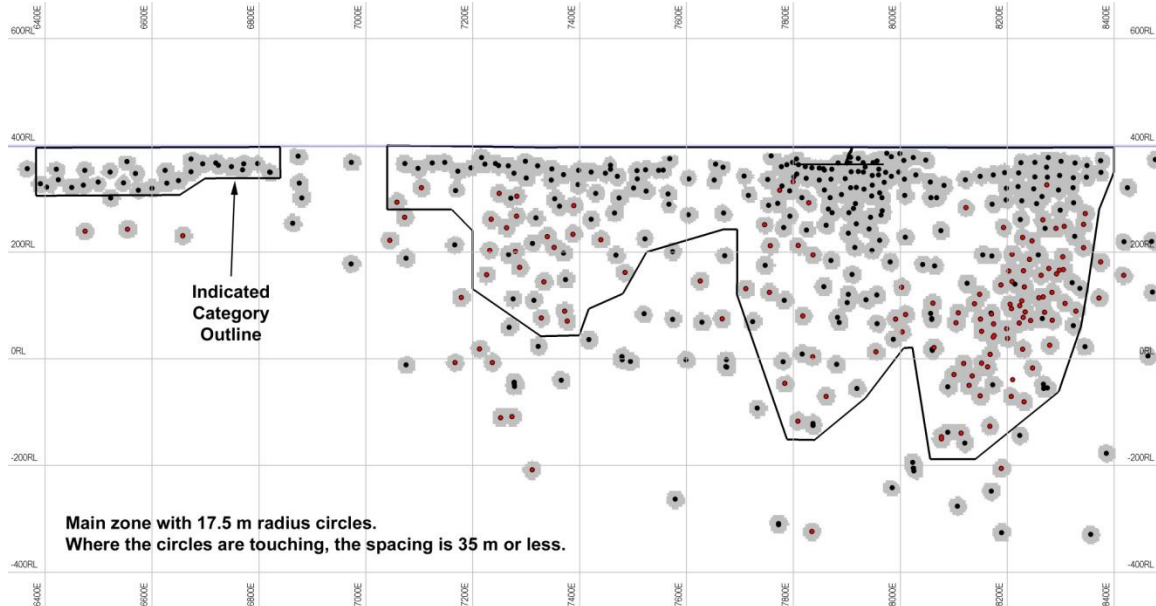 6400E 6600E 6800E 7000E 7200E 7400E 7600E 7800E 8000E 8200E 8400E
600RL 600RL
400RL 400RL
200RL 200RL
Indicated
Category
Outline
0RL 0RL
-200RL -200RL
Main zone with 17.5 m radius circles.
Where the circles are touching, the spacing is 35 m or less.
-400RL -400RL
6400E 6600E 6800E 7000E 7200E 7400E 7600E 7800E 8000E 8200E 8400E